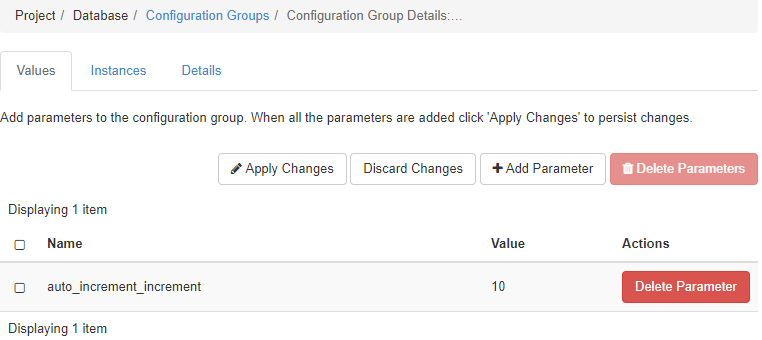 Project / Database / Configuration Groups / Configuration Group Details:...
Values Instances Details
Add parameters to the configuration group. When all the parameters are added click 'Apply Changes' to persist changes.
Apply Changes Discard Changes Add Parameter Delete Parameters
Displaying 1 item
Name Value Actions
auto_increment_increment 10 Delete Parameter
Displaying 1 item